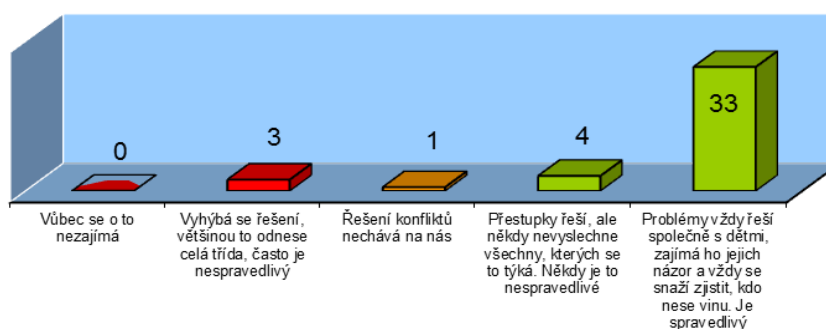 0
3
1
4
33
Vůbec se o to
nezajímá
Vyhýbá se řešení,
většinou to odnese
celá třída, často je
nespravedlivý
Řešení konfliktů
nechává na nás
Přestupky řeší, ale
někdy nevyslechne
všechny, kterých se
to týká. Někdy je to
nespravedlivé
Problémy vždy řeší
společně s dětmi,
zajímá ho jejich
názor a vždy se
snaží zjistit, kdo
nese vinu. Je
spravedlivý